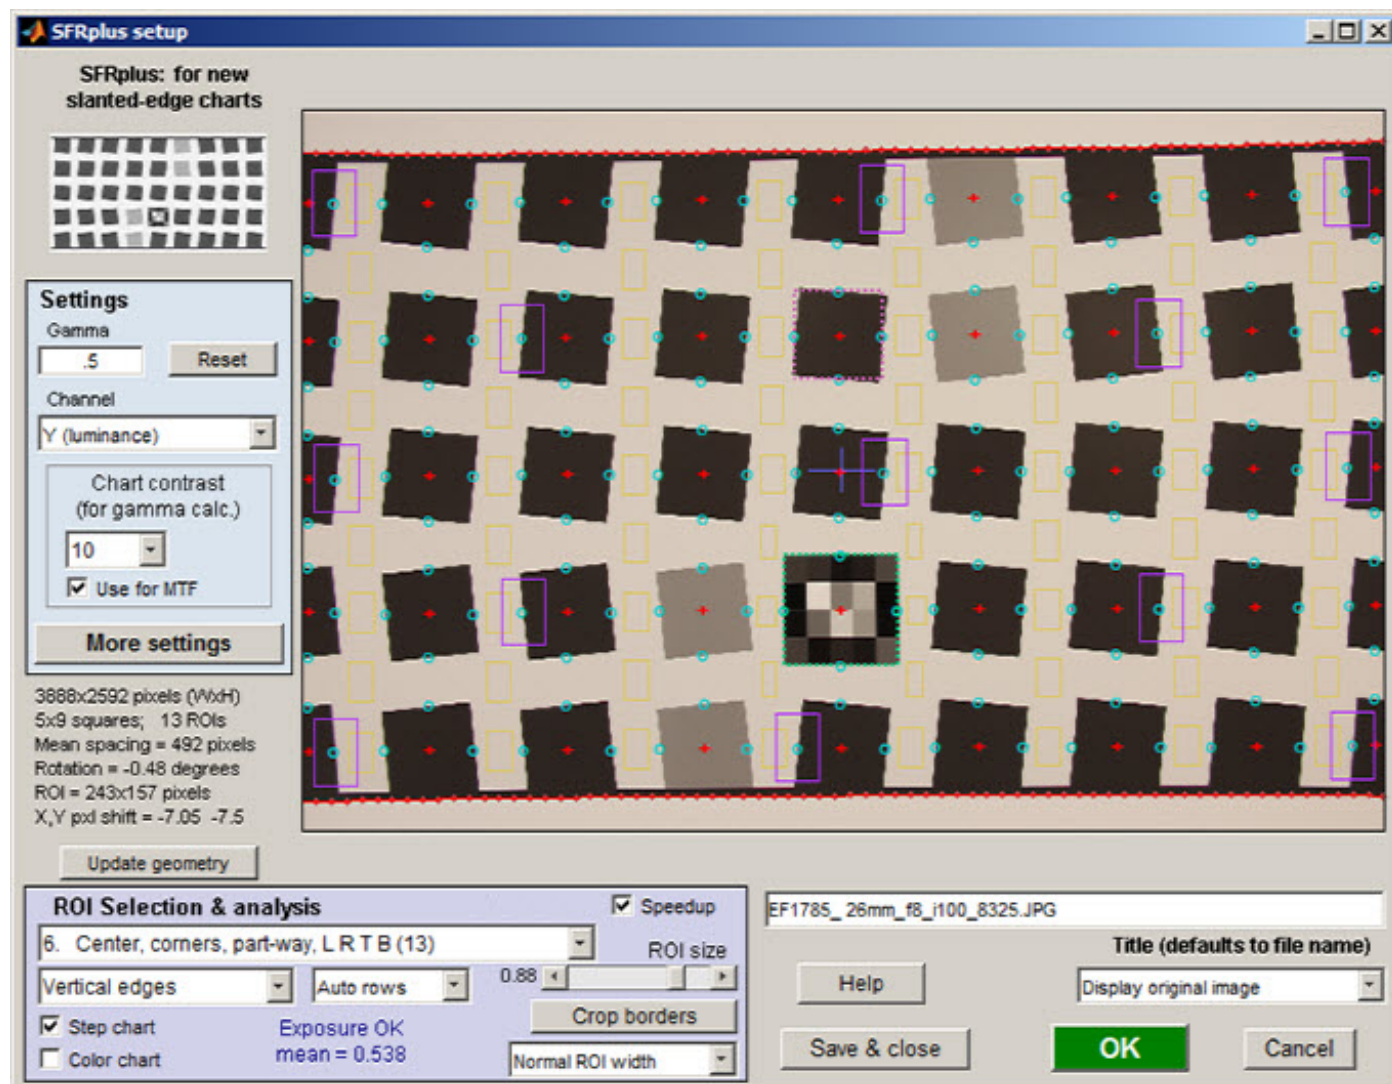 SFRplus setup
SFRplus: for new
slanted-edge charts
Settings
Gamma
.5
Reset
Channel
Y (luminance)
Chart contrast
(for gamma calc.)
10
Use for MTF
More settings
3888x2592 pixels (WxH)
5x9 squares; 13 ROIs
Mean spacing = 492 pixels
Rotation = -0.48 degrees
ROI = 243x157 pixels
X,Y pxl shift = -7.05 -7.5
Update geometry
ROI Selection & analysis
Speedup
6. Center, corners, part-way, L R T B (13)
ROI size
Vertical edges
Auto rows
0.88
Crop borders
Step chart
Exposure OK
Color chart
mean = 0.538
Normal ROI width
EF1785_ 26mm_f8_i100_8325.JPG
Title (defaults to file name)
Help
Display original image
Save & close
OK
Cancel